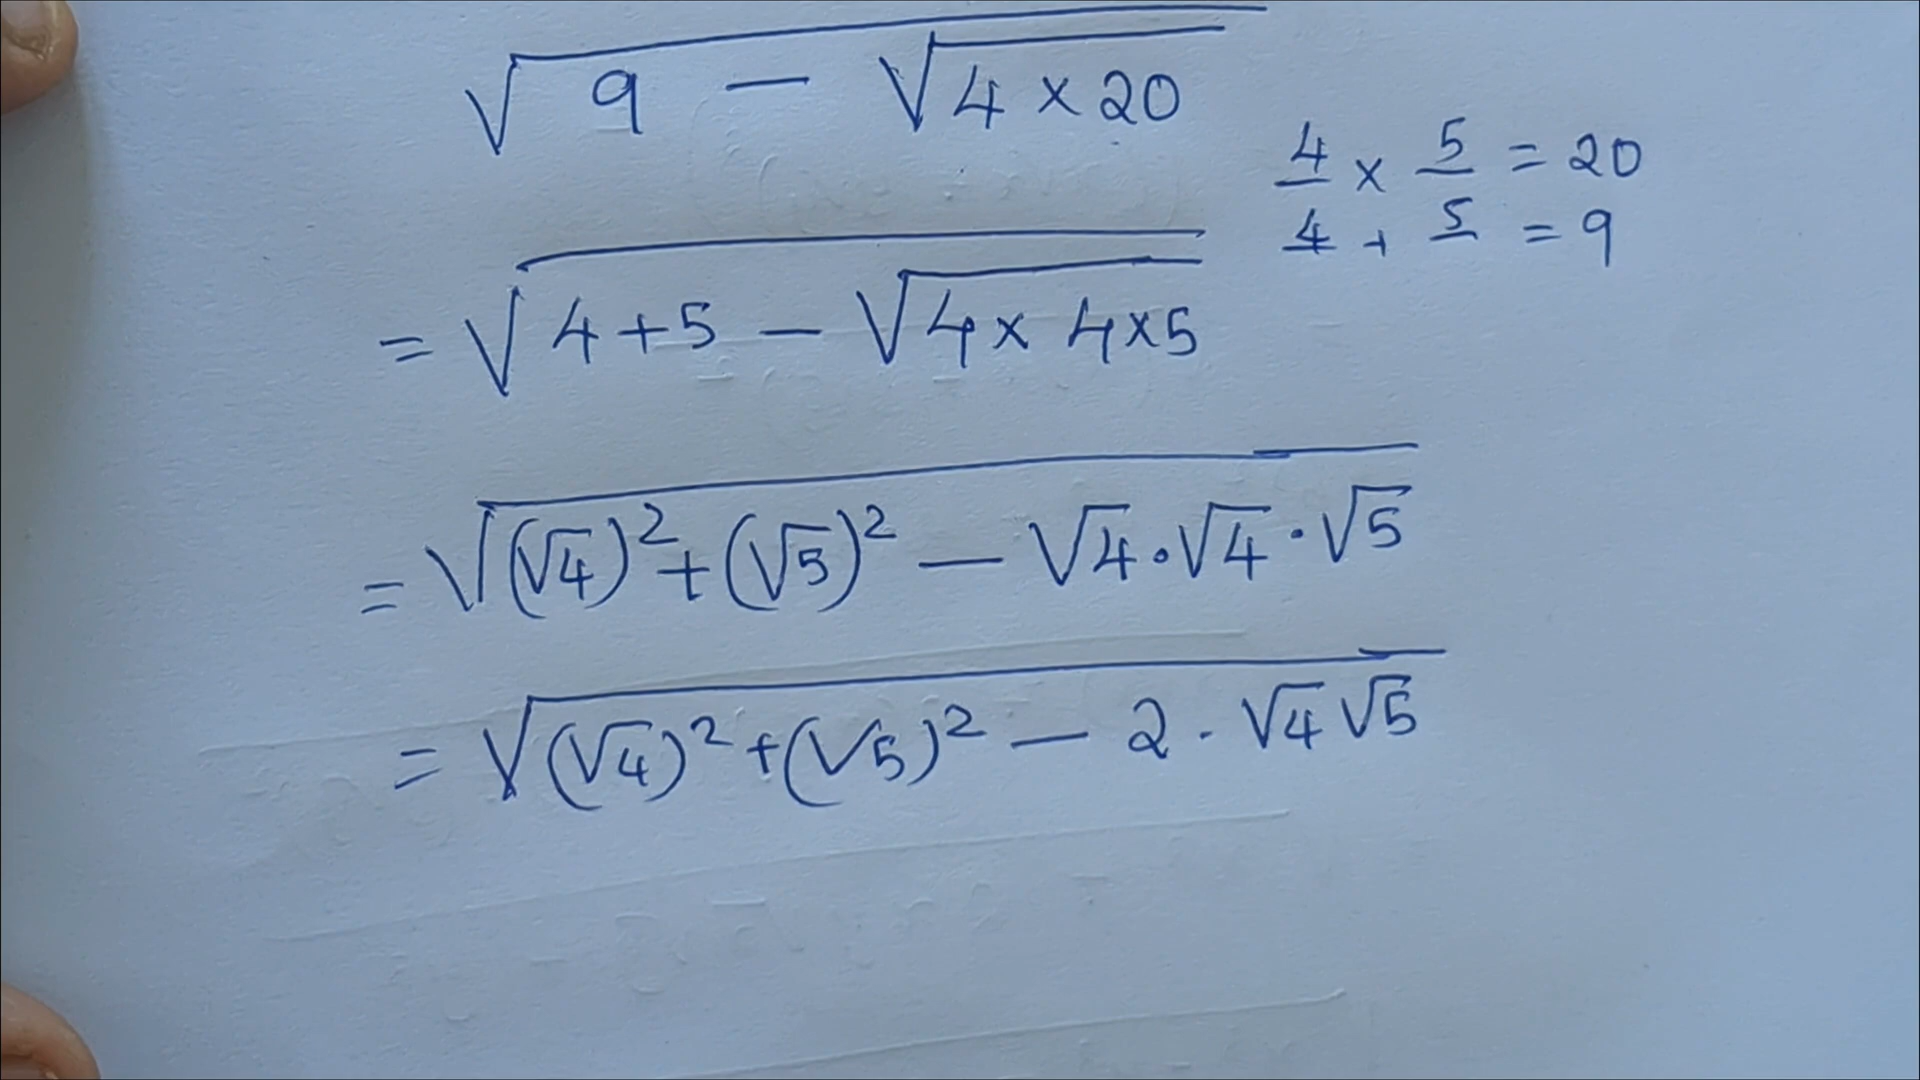 √(9 − √(4 × 20))
4 × 5 = 20
4 + 5 = 9
= √(4 + 5 − √(4 × 4 × 5))
= √((√4)² + (√5)² − √4 · √4 · √5)
= √((√4)² + (√5)² − 2 · √4 √5)